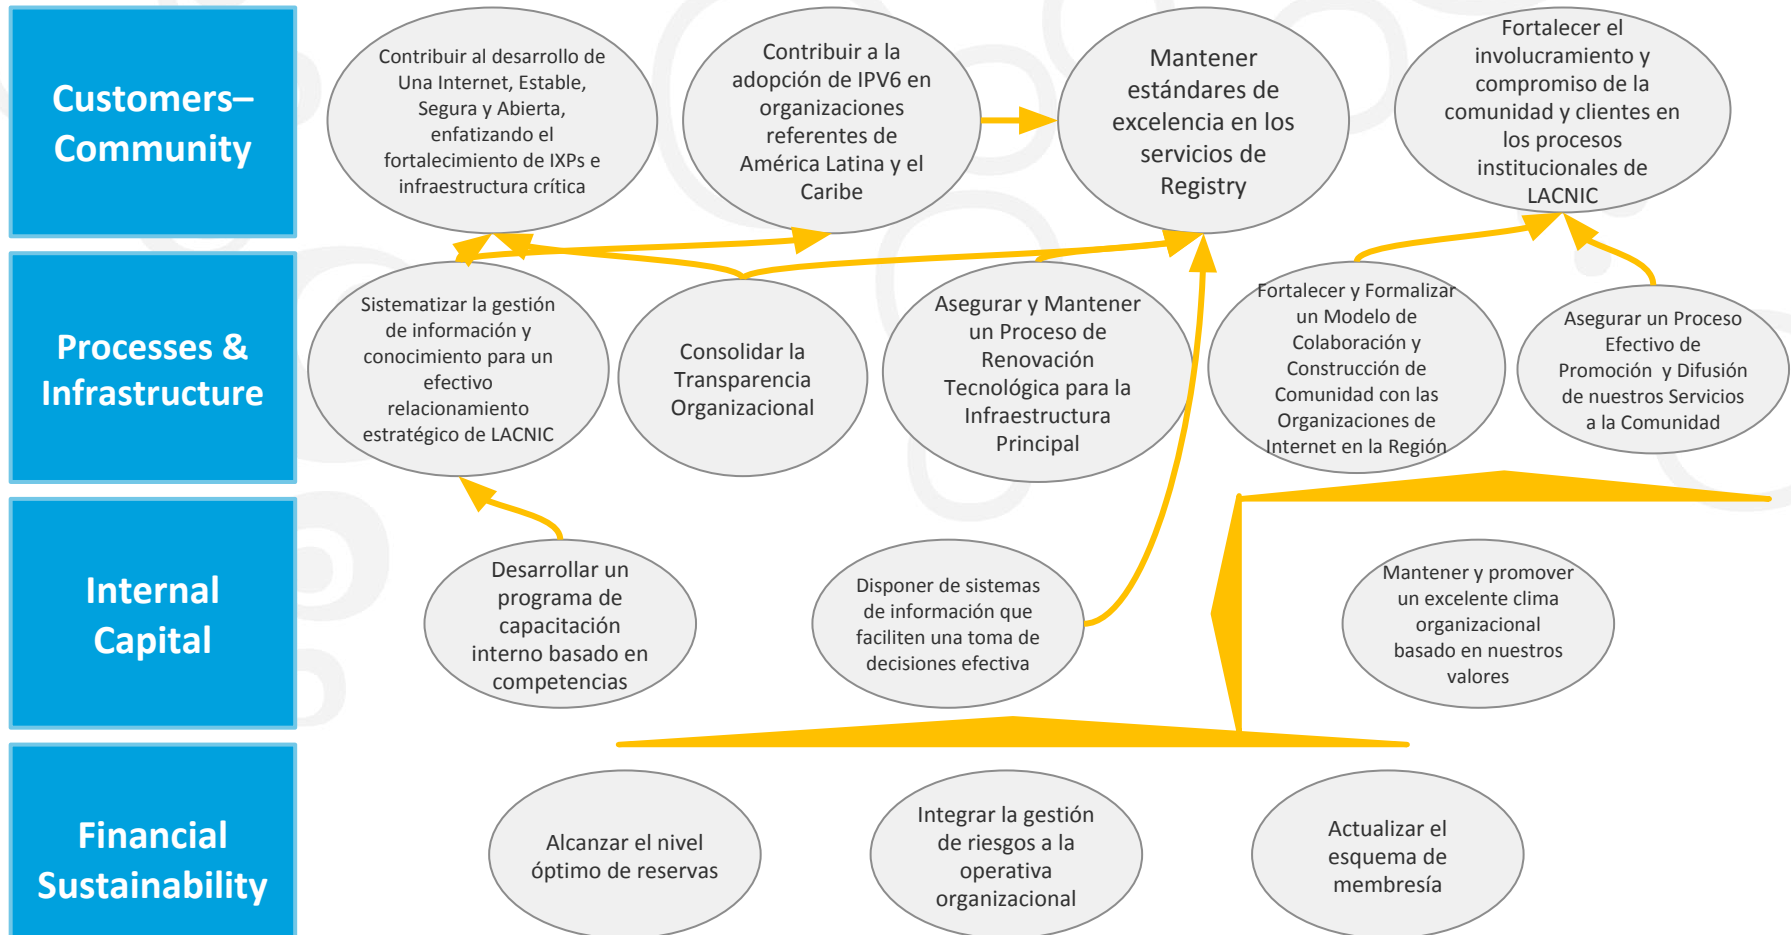 Customers–
Community
Contribuir al desarrollo de
Una Internet, Estable,
Segura y Abierta,
enfatizando el
fortalecimiento de IXPs e
infraestructura crítica
Contribuir a la
adopción de IPV6 en
organizaciones
referentes de
América Latina y el
Caribe
Mantener
estándares de
excelencia en los
servicios de
Registry
Fortalecer el
involucramiento y
compromiso de la
comunidad y clientes en
los procesos
institucionales de
LACNIC
Processes &
Infrastructure
Sistematizar la gestión
de información y
conocimiento para un
efectivo
relacionamiento
estratégico de LACNIC
Consolidar la
Transparencia
Organizacional
Asegurar y Mantener
un Proceso de
Renovación
Tecnológica para la
Infraestructura
Principal
Fortalecer y Formalizar
un Modelo de
Colaboración y
Construcción de
Comunidad con las
Organizaciones de
Internet en la Región
Asegurar un Proceso
Efectivo de
Promoción y Difusión
de nuestros Servicios
a la Comunidad
Internal
Capital
Desarrollar un
programa de
capacitación
interno basado en
competencias
Disponer de sistemas
de información que
faciliten una toma de
decisiones efectiva
Mantener y promover
un excelente clima
organizacional
basado en nuestros
valores
Financial
Sustainability
Alcanzar el nivel
óptimo de reservas
Integrar la gestión
de riesgos a la
operativa
organizacional
Actualizar el
esquema de
membresía